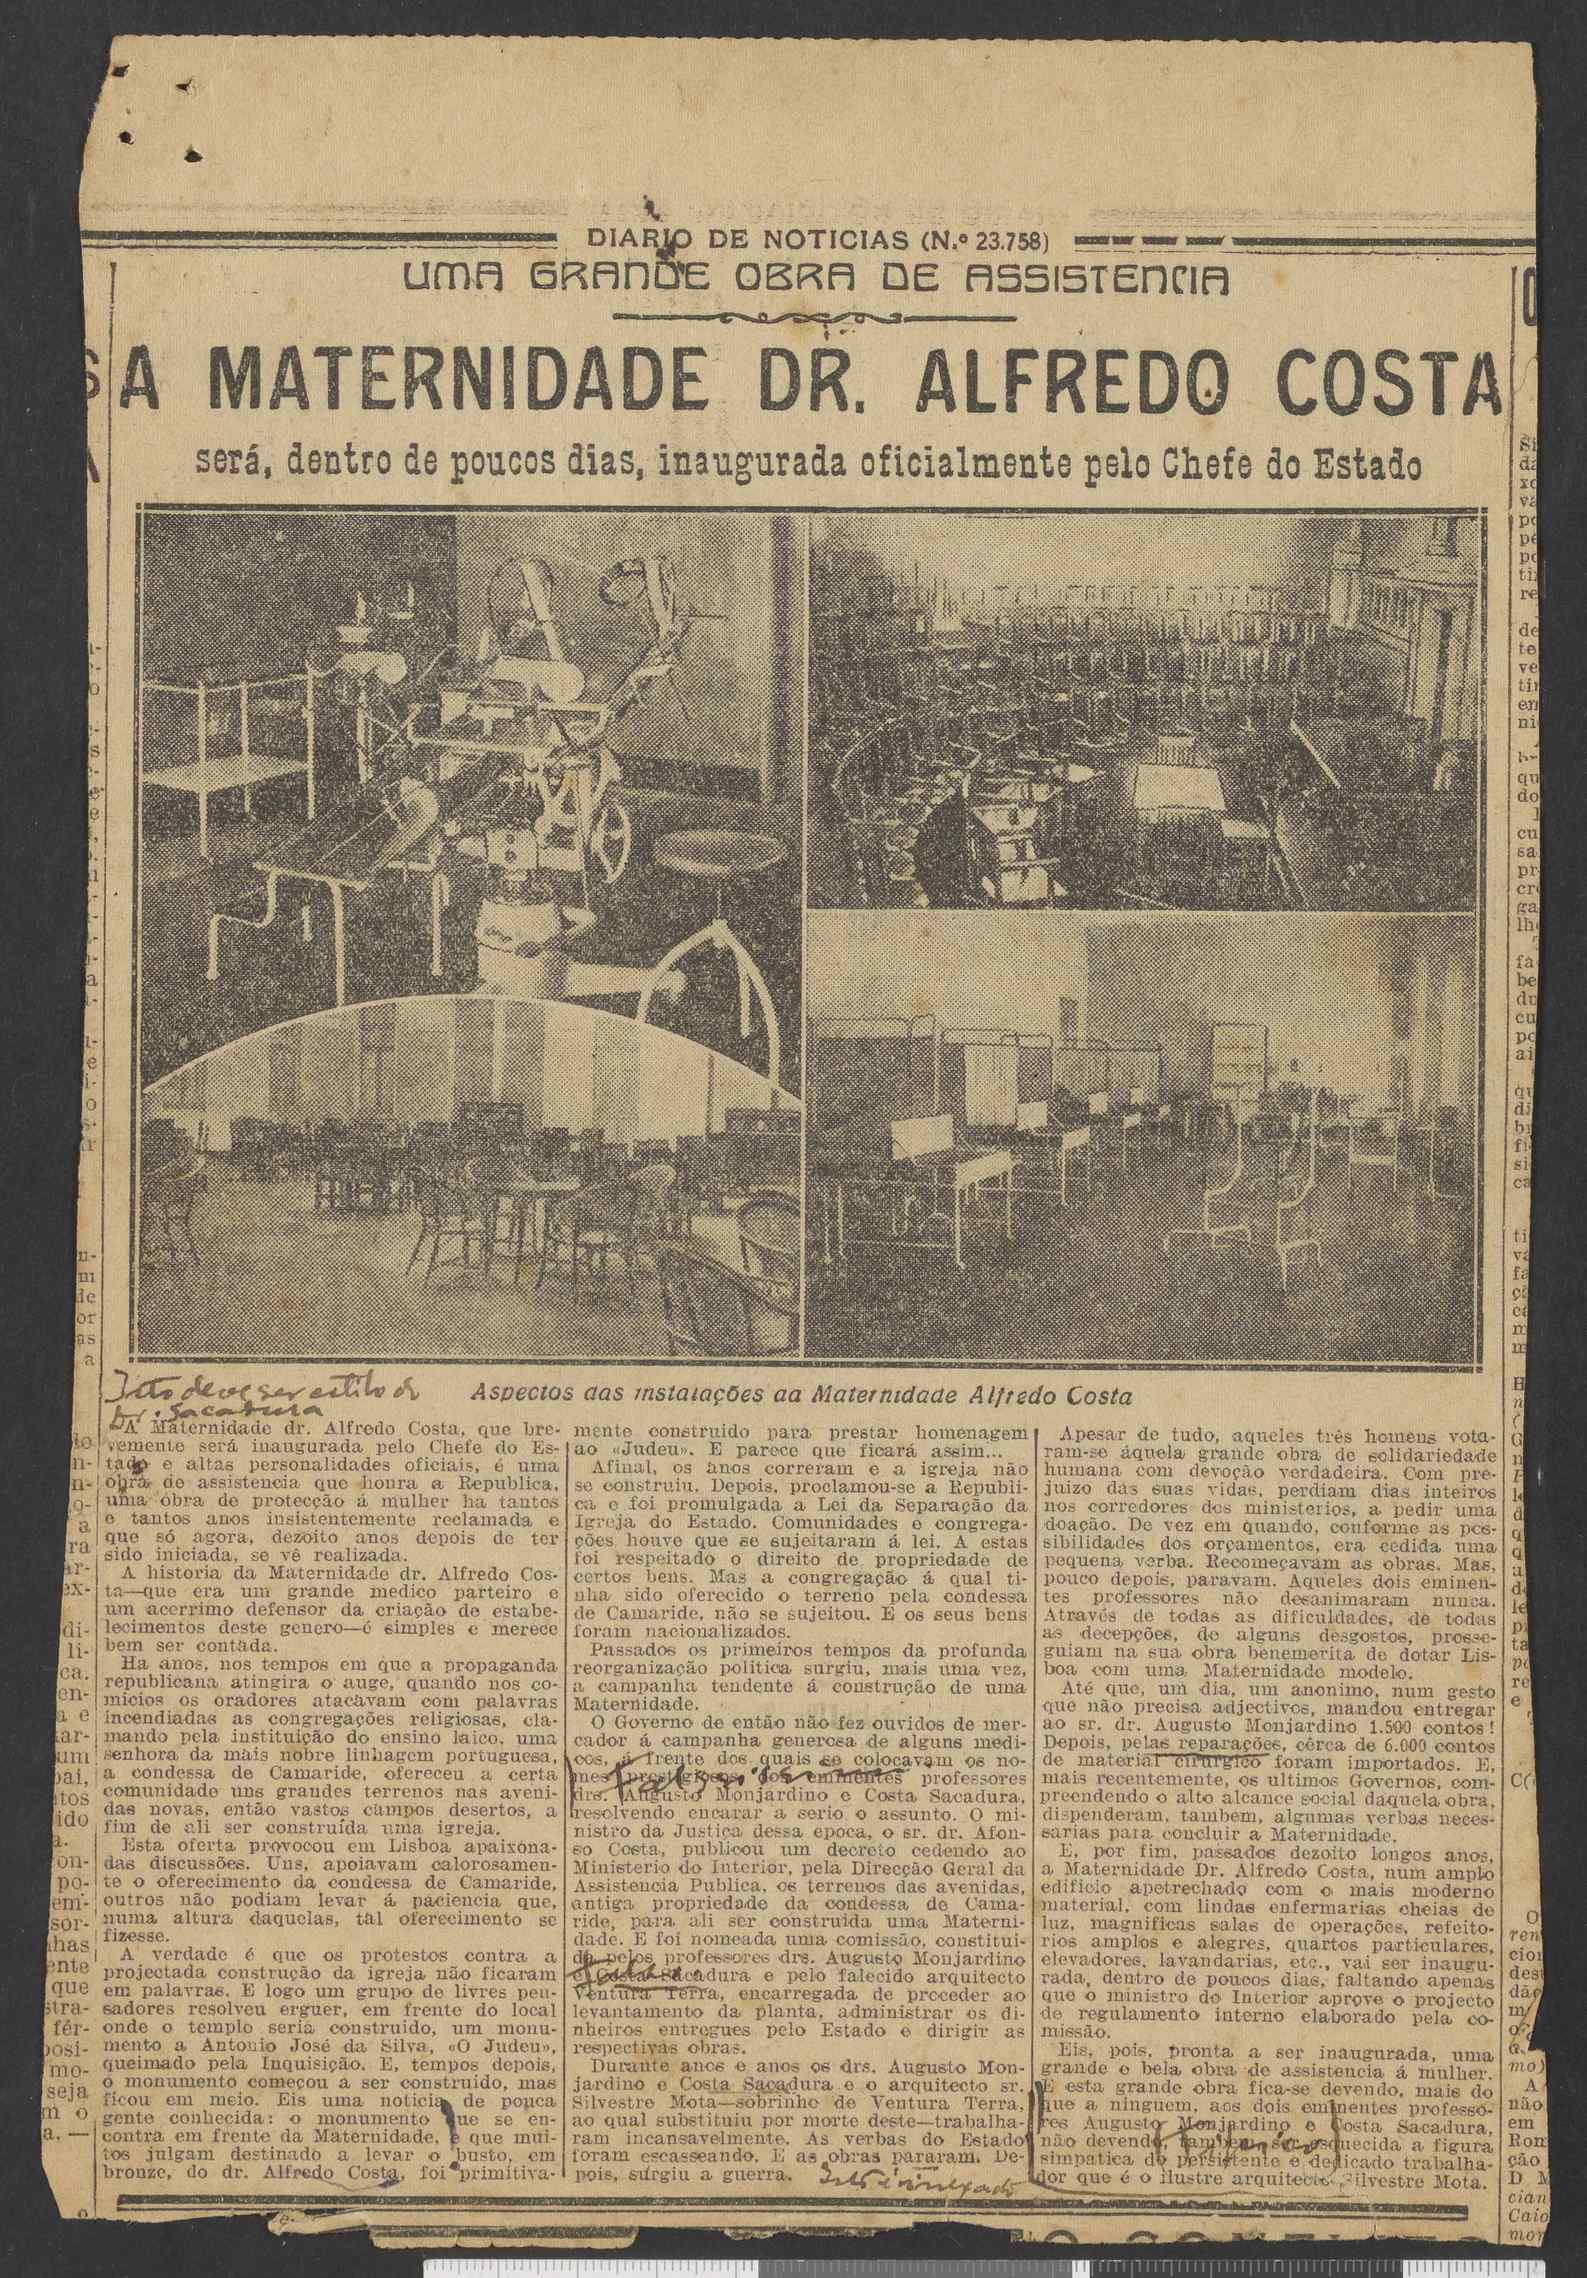 DIARIO DE NOTICIAS (N.º 23.758)
UMA GRANDE OBRA DE ASSISTENCIA
A MATERNIDADE DR. ALFREDO COSTA
será, dentro de poucos dias, inaugurada oficialmente pelo Chefe do Estado
Isto deve ser estilo do
Dr. Sacadura
Aspectos das instalações da Maternidade Alfredo Costa
A Maternidade dr. Alfredo Costa, que bre-
vemente será inaugurada pelo Chefe do Es-
tado e altas personalidades oficiais, é uma
obra de assistencia que honra a Republica,
uma obra de protecção á mulher ha tantos
e tantos anos insistentemente reclamada e
que só agora, dezoito anos depois de ter
sido iniciada, se vê realizada.
A historia da Maternidade dr. Alfredo Cos-
ta—que era um grande medico parteiro e
um acerrimo defensor da criação de estabe-
lecimentos deste genero—é simples e merece
bem ser contada.
Ha anos, nos tempos em que a propaganda
republicana atingira o auge, quando nos co-
micios os oradores atacavam com palavras
incendiadas as congregações religiosas, cla-
mando pela instituição do ensino laico, uma
senhora da mais nobre linhagem portuguesa,
a condessa de Camaride, ofereceu a certa
comunidade uns grandes terrenos nas aveni-
das novas, então vastos campos desertos, a
fim de ali ser construída uma igreja.
Esta oferta provocou em Lisboa apaixona-
das discussões. Uns, apoiavam calorosamen-
te o oferecimento da condessa de Camaride,
outros não podiam levar á paciencia que,
numa altura daquelas, tal oferecimento se
fizesse.
A verdade é que os protestos contra a
projectada construção da igreja não ficaram
em palavras. E logo um grupo de livres pen-
sadores resolveu erguer, em frente do local
onde o templo seria construido, um monu-
mento a Antonio José da Silva, «O Judeu»,
queimado pela Inquisição. E, tempos depois,
o monumento começou a ser construido, mas
ficou em meio. Eis uma noticia de pouca
gente conhecida: o monumento que se en-
contra em frente da Maternidade, e que mui-
tos julgam destinado a levar o busto, em
bronze, do dr. Alfredo Costa, foi primitiva-
mente construido para prestar homenagem
ao «Judeu». E parece que ficará assim...
Afinal, os anos correram e a igreja não
se construiu. Depois, proclamou-se a Republi-
ca e foi promulgada a Lei da Separação da
Igreja do Estado. Comunidades e congrega-
ções houve que se sujeitaram á lei. A estas
foi respeitado o direito de propriedade de
certos bens. Mas a congregação á qual ti-
nha sido oferecido o terreno pela condessa
de Camaride, não se sujeitou. E os seus bens
foram nacionalizados.
Passados os primeiros tempos da profunda
reorganização politica surgiu, mais uma vez,
a campanha tendente á construção de uma
Maternidade.
O Governo de então não fez ouvidos de mer-
cador á campanha generosa de alguns medi-
cos, á frente dos quais se colocavam os no-
mes prestigiosos dos eminentes professores
drs. Augusto Monjardino e Costa Sacadura,
resolvendo encarar a serio o assunto. O mi-
nistro da Justiça dessa epoca, o sr. dr. Afon-
so Costa, publicou um decreto cedendo ao
Ministerio do Interior, pela Direcção Geral da
Assistencia Publica, os terrenos das avenidas,
antiga propriedade da condessa de Cama-
ride, para ali ser construida uma Materni-
dade. E foi nomeada uma comissão, constitui-
da pelos professores drs. Augusto Monjardino
e Costa Sacadura e pelo falecido arquitecto
Ventura Terra, encarregada de proceder ao
levantamento da planta, administrar os di-
nheiros entregues pelo Estado e dirigir as
respectivas obras.
Durante anos e anos os drs. Augusto Mon-
jardino e Costa Sacadura e o arquitecto sr.
Silvestre Mota—sobrinho de Ventura Terra,
ao qual substituiu por morte deste—trabalha-
ram incansavelmente. As verbas do Estado
foram escasseando. E as obras pararam. De-
pois, surgiu a guerra.
Apesar de tudo, aqueles três homens vota-
ram-se áquela grande obra de solidariedade
humana com devoção verdadeira. Com pre-
juizo das suas vidas, perdiam dias inteiros
nos corredores dos ministerios, a pedir uma
doação. De vez em quando, conforme as pos-
sibilidades dos orçamentos, era cedida uma
pequena verba. Recomeçavam as obras. Mas,
pouco depois, paravam. Aqueles dois eminen-
tes professores não desanimaram nunca.
Através de todas as dificuldades, de todas
as decepções, de alguns desgostos, prosse-
guiam na sua obra benemerita de dotar Lis-
boa com uma Maternidade modelo.
Até que, um dia, um anonimo, num gesto
que não precisa adjectivos, mandou entregar
ao sr. dr. Augusto Monjardino 1.500 contos!
Depois, pelas reparações, cêrca de 6.000 contos
de material cirurgico foram importados. E,
mais recentemente, os ultimos Governos, com-
preendendo o alto alcance social daquela obra,
dispenderam, tambem, algumas verbas neces-
sarias para concluir a Maternidade.
E, por fim, passados dezoito longos anos,
a Maternidade Dr. Alfredo Costa, num amplo
edificio apetrechado com o mais moderno
material, com lindas enfermarias cheias de
luz, magnificas salas de operações, refeito-
rios amplos e alegres, quartos particulares,
elevadores, lavandarias, etc., vai ser inaugu-
rada, dentro de poucos dias, faltando apenas
que o ministro do Interior aprove o projecto
de regulamento interno elaborado pela co-
missão.
Eis, pois, pronta a ser inaugurada, uma
grande e bela obra de assistencia á mulher.
E esta grande obra fica-se devendo, mais do
que a ninguem, aos dois eminentes professo-
res Augusto Monjardino e Costa Sacadura,
não devendo, tambem, ser esquecida a figura
simpatica do persistente e dedicado trabalha-
dor que é o ilustre arquitecto Silvestre Mota.